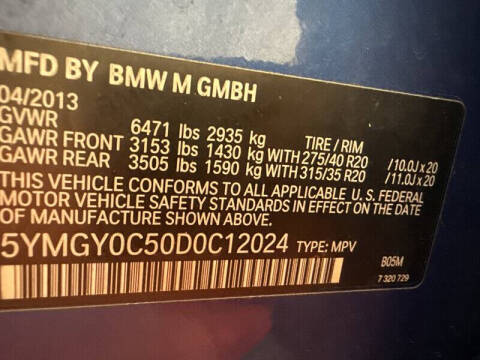 MFD BY BMW M GMBH
04/2013
GVWR 6471 lbs 2935 kg TIRE / RIM
GAWR FRONT 3153 lbs 1430 kg WITH 275/40 R20 /10.0J x 20
GAWR REAR 3505 lbs 1590 kg WITH 315/35 R20 /11.0J x 20
THIS VEHICLE CONFORMS TO ALL APPLICABLE U. S. FEDERAL
MOTOR VEHICLE SAFETY STANDARDS IN EFFECT ON THE DATE
OF MANUFACTURE SHOWN ABOVE.
5YMGY0C50D0C12024 TYPE: MPV
B05M
7 320 729